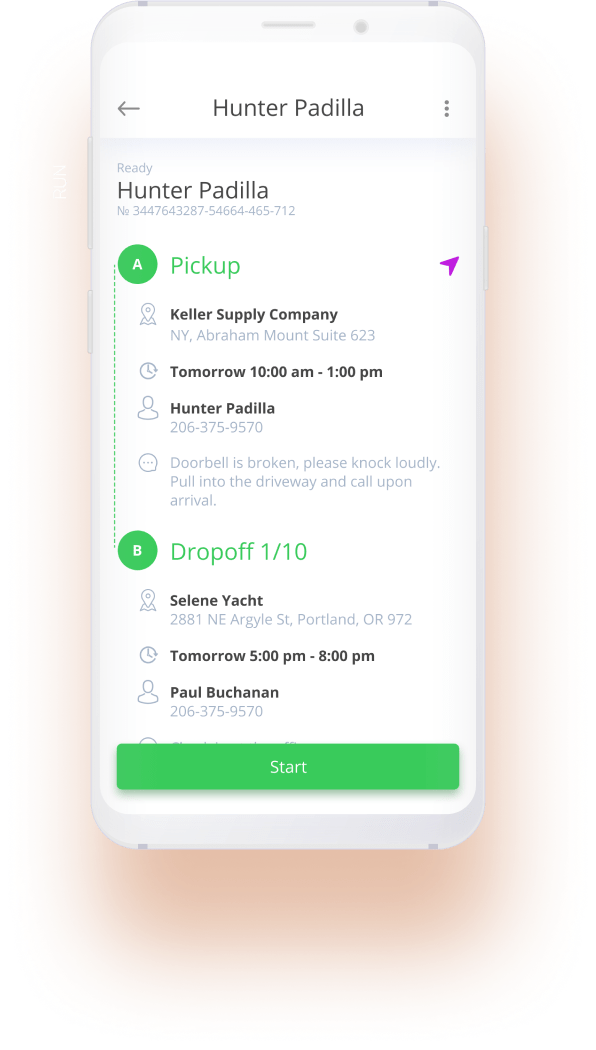 Hunter Padilla
Ready
Hunter Padilla
№ 3447643287-54664-465-712
A
Pickup
Keller Supply Company
NY, Abraham Mount Suite 623
Tomorrow 10:00 am - 1:00 pm
Hunter Padilla
206-375-9570
Doorbell is broken, please knock loudly.
Pull into the driveway and call upon
arrival.
B
Dropoff 1/10
Selene Yacht
2881 NE Argyle St, Portland, OR 972
Tomorrow 5:00 pm - 8:00 pm
Paul Buchanan
206-375-9570
Start